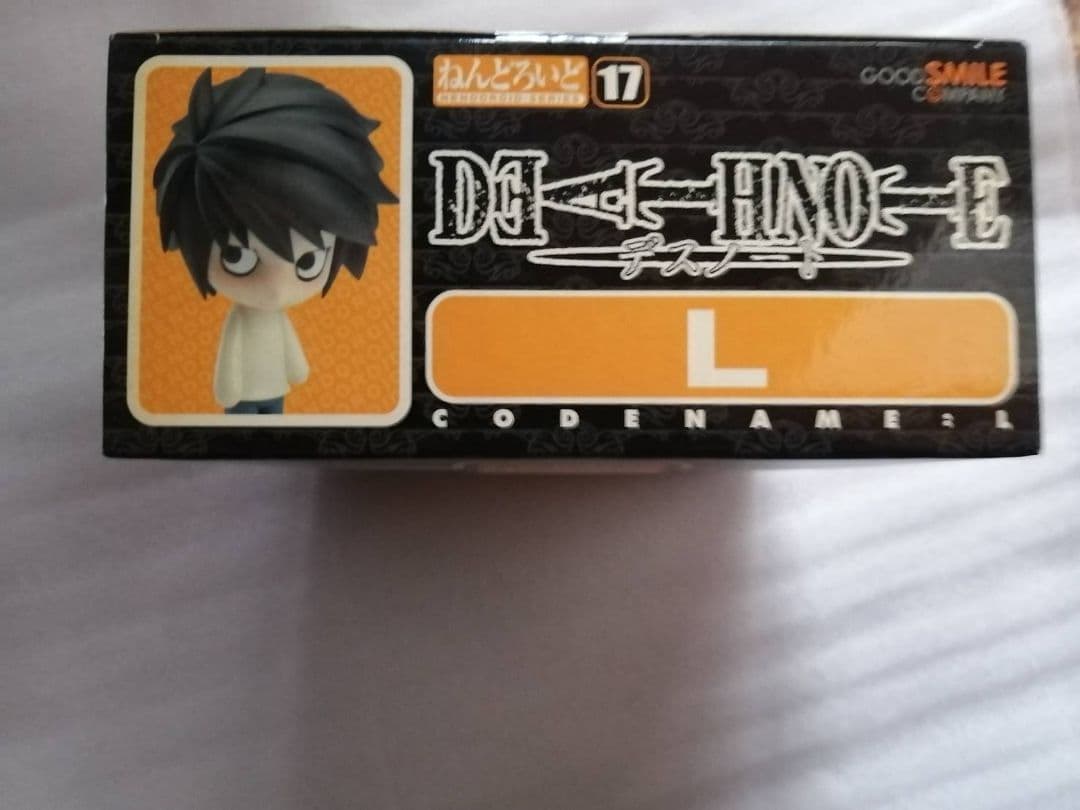 ねんどろいど 17
NENDOROID SERIES
GOOD SMILE
COMPANY
DEATH NOTE
デスノート
L
CODENAME: L